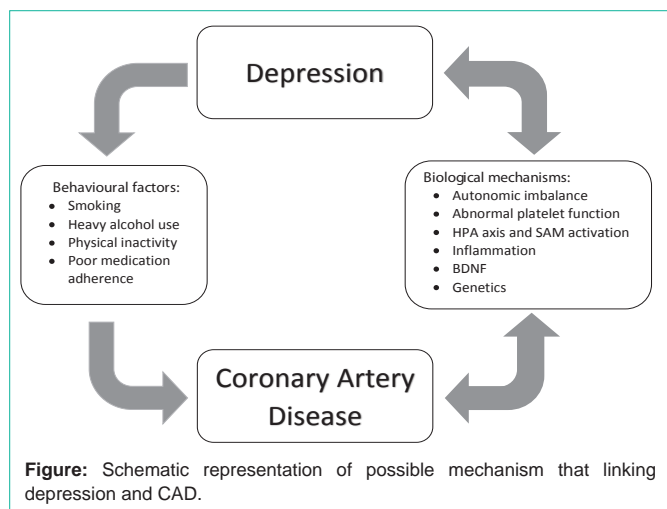 Depression
Behavioural factors:
• Smoking
• Heavy alcohol use
• Physical inactivity
• Poor medication
adherence
Biological mechanisms:
• Autonomic imbalance
• Abnormal platelet function
• HPA axis and SAM activation
• Inflammation
• BDNF
• Genetics
Coronary Artery
Disease
Figure: Schematic representation of possible mechanism that linking
depression and CAD.